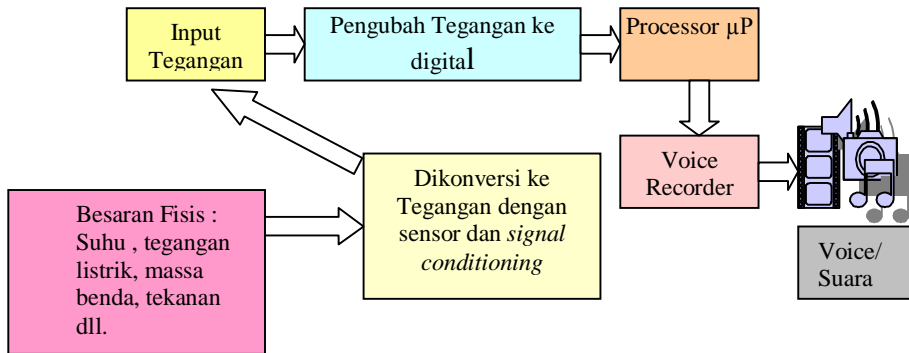 Input
Tegangan
Pengubah Tegangan ke
digital
Processor µP
Voice
Recorder
Dikonversi ke
Tegangan dengan
sensor dan signal
conditioning
Besaran Fisis :
Suhu , tegangan
listrik, massa
benda, tekanan
dll.
Voice/
Suara